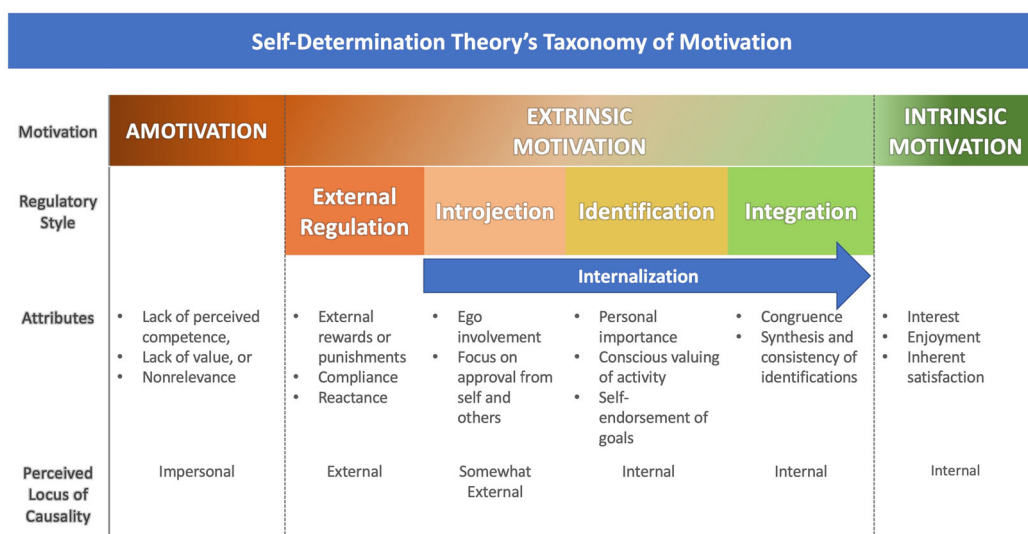 Self-Determination Theory’s Taxonomy of Motivation
Motivation
AMOTIVATION
EXTRINSIC
MOTIVATION
INTRINSIC
MOTIVATION
Regulatory
Style
External
Regulation
Introjection
Identification
Integration
Internalization
Attributes
• Lack of perceived
competence,
• Lack of value, or
• Nonrelevance
• External
rewards or
punishments
• Compliance
• Reactance
• Ego
involvement
• Focus on
approval from
self and
others
• Personal
importance
• Conscious valuing
of activity
• Self-
endorsement of
goals
• Congruence
• Synthesis and
consistency of
identifications
• Interest
• Enjoyment
• Inherent
satisfaction
Perceived
Locus of
Causality
Impersonal
External
Somewhat
External
Internal
Internal
Internal